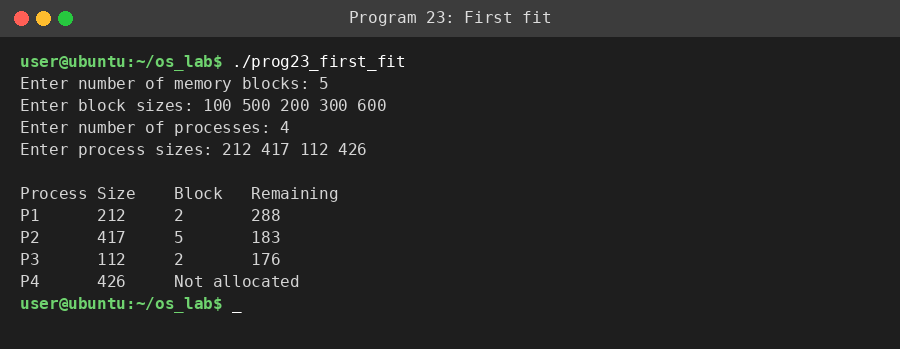 Program 23: First fit
user@ubuntu:~/os_lab$ ./prog23_first_fit
Enter number of memory blocks: 5
Enter block sizes: 100 500 200 300 600
Enter number of processes: 4
Enter process sizes: 212 417 112 426

Process Size    Block   Remaining
P1      212     2       288
P2      417     5       183
P3      112     2       176
P4      426     Not allocated
user@ubuntu:~/os_lab$ _